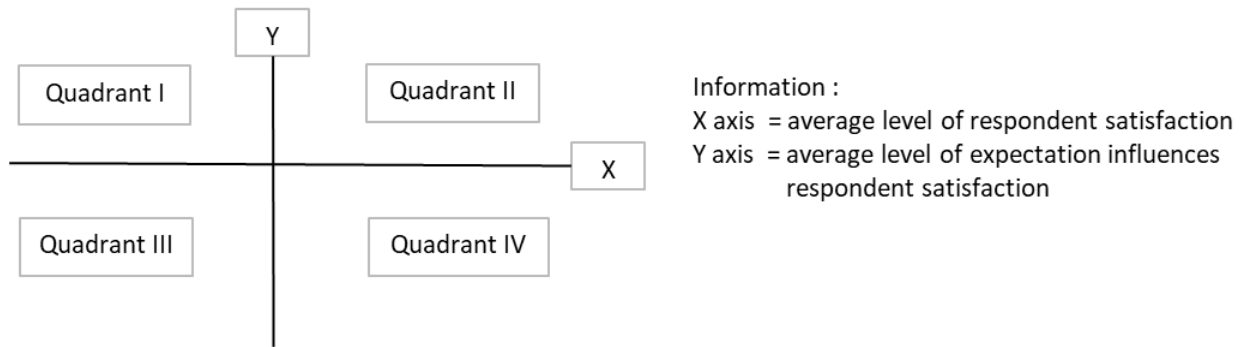 Y
Quadrant I
Quadrant II
X
Quadrant III
Quadrant IV
Information :
X axis = average level of respondent satisfaction
Y axis = average level of expectation influences
respondent satisfaction